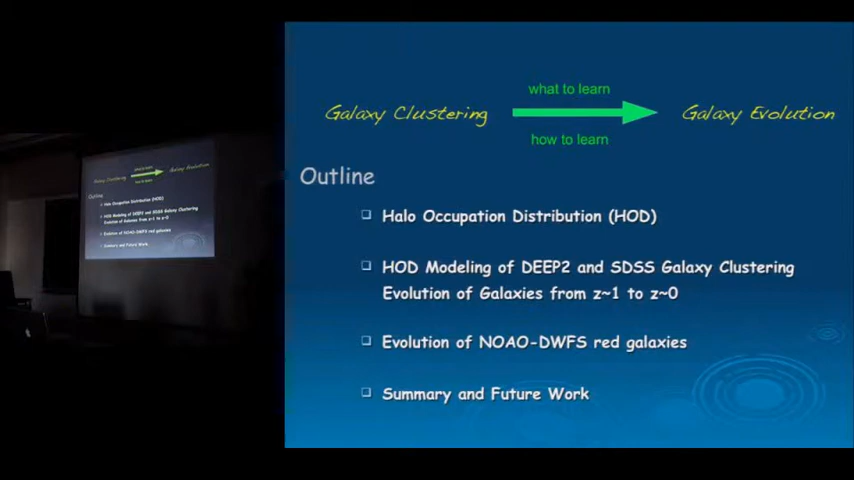 what to learn
Galaxy Clustering
Galaxy Evolution
how to learn
Outline
Halo Occupation Distribution (HOD)
HOD Modeling of DEEP2 and SDSS Galaxy Clustering
Evolution of Galaxies from z~1 to z~0
Evolution of NOAO-DWFS red galaxies
Summary and Future Work